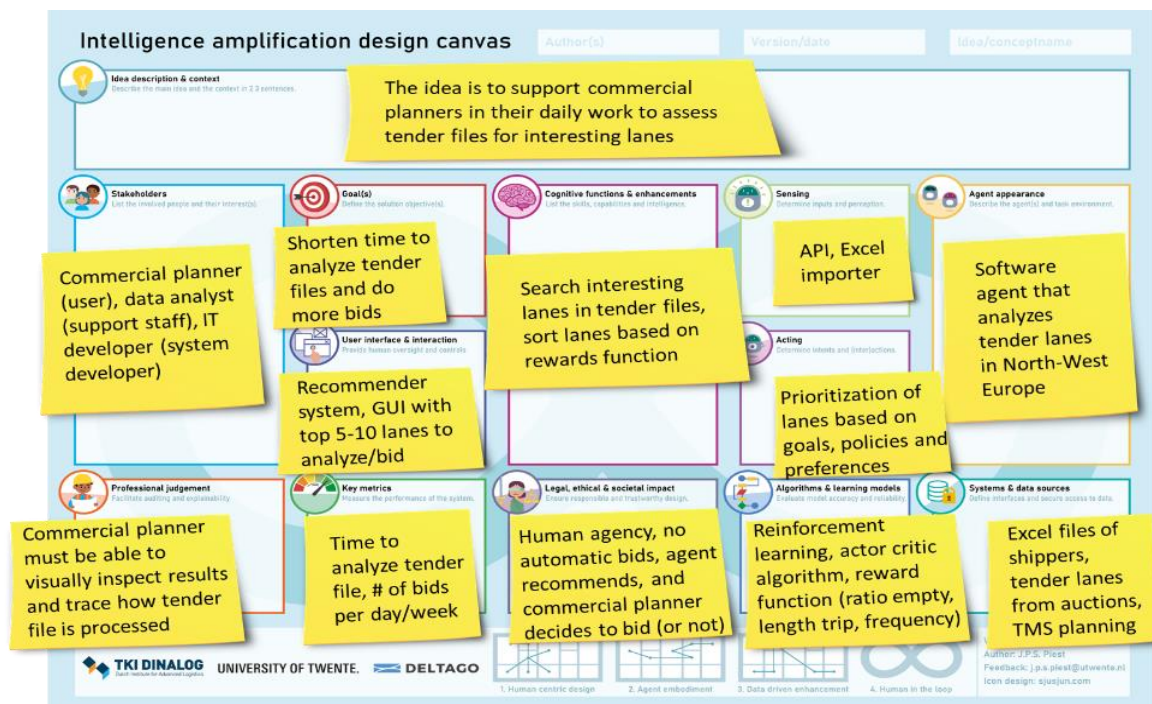 Intelligence amplification design canvas
Author(s)
Version/date
Idea/conceptname
Idea description & context
Describe the main idea and the context in 2-3 sentences.
The idea is to support commercial
planners in their daily work to assess
tender files for interesting lanes
Stakeholders
List the involved people and their interest(s).
Commercial planner
(user), data analyst
(support staff), IT
developer (system
developer)
Goal(s)
Define the solution objective(s).
Shorten time to
analyze tender
files and do
more bids
User interface & interaction
Provide human oversight and controls
Recommender
system, GUI with
top 5-10 lanes to
analyze/bid
Cognitive functions & enhancements
List the skills, capabilities and intelligence.
Search interesting
lanes in tender files,
sort lanes based on
rewards function
Sensing
Determine inputs and perception.
API, Excel
importer
Acting
Determine intents and (inter)actions.
Prioritization of
lanes based on
goals, policies and
preferences
Agent appearance
Describe the agent(s) and task environment.
Software
agent that
analyzes
tender lanes
in North-West
Europe
Professional judgement
Facilitate auditing and explainability.
Commercial planner
must be able to
visually inspect results
and trace how tender
file is processed
Key metrics
Measure the performance of the system.
Time to
analyze tender
file, # of bids
per day/week
Legal, ethical & societal impact
Ensure responsible and trustworthy design.
Human agency, no
automatic bids, agent
recommends, and
commercial planner
decides to bid (or not)
Algorithms & learning models
Evaluate model accuracy and reliability.
Reinforcement
learning, actor critic
algorithm, reward
function (ratio empty,
length trip, frequency)
Systems & data sources
Define interfaces and secure access to data.
Excel files of
shippers,
tender lanes
from auctions,
TMS planning
TKI DINALOG
Dutch Institute for Advanced Logistics
UNIVERSITY OF TWENTE.
DELTAGO
1. Human centric design
2. Agent embodiment
3. Data driven enhancement
4. Human in the loop
Author: J.P.S. Piest
Feedback: j.p.s.piest@utwente.nl
Icon design: sjusjun.com